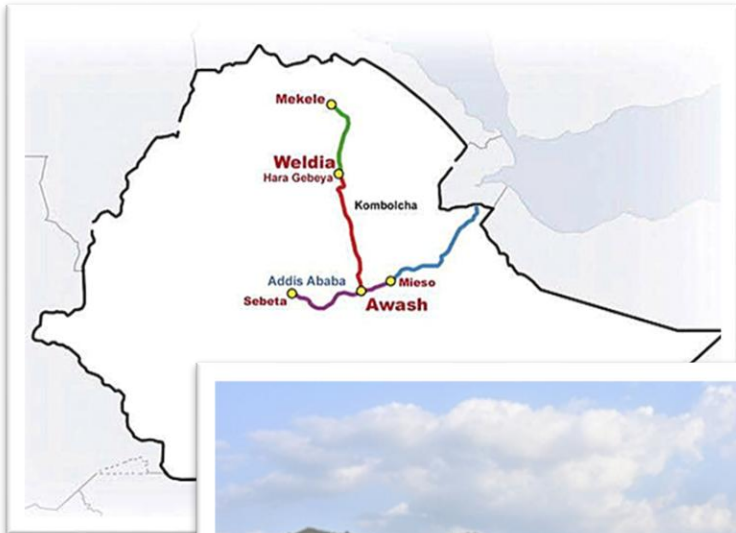 Mekele
Weldia
Hara Gebeya
Kombolcha
Addis Ababa
Mieso
Sebeta
Awash